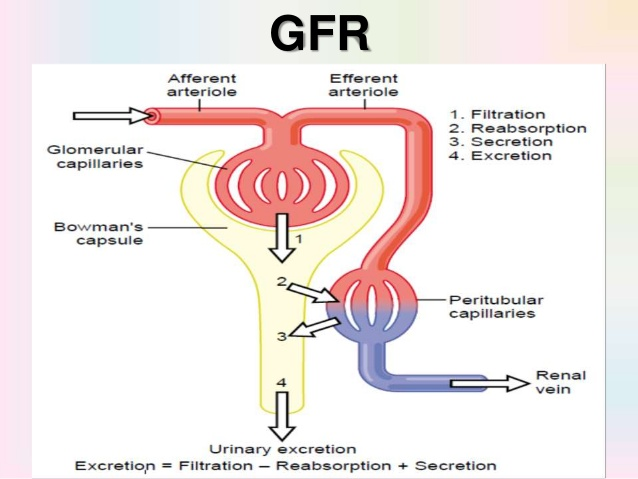 GFR
Afferent
arteriole
Efferent
arteriole
1. Filtration
2. Reabsorption
3. Secretion
4. Excretion
Glomerular
capillaries
Bowman's
capsule
1
2
3
4
Peritubular
capillaries
Renal
vein
Urinary excretion
Excretion = Filtration – Reabsorption + Secretion